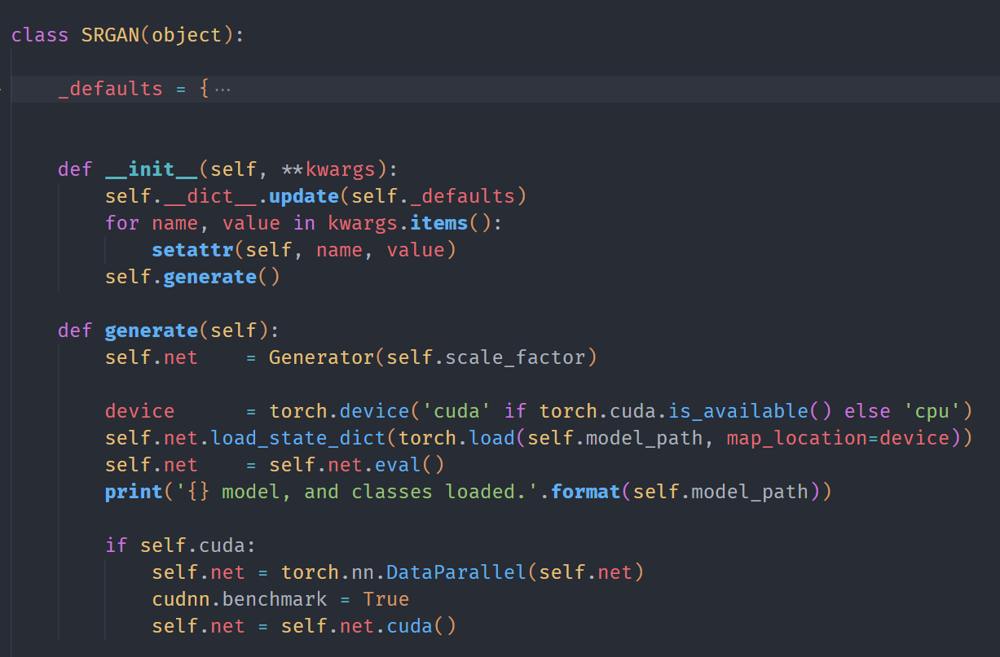 class SRGAN(object):
_defaults = {···
def __init__(self, **kwargs):
self.__dict__.update(self._defaults)
for name, value in kwargs.items():
setattr(self, name, value)
self.generate()
def generate(self):
self.net    = Generator(self.scale_factor)
device      = torch.device('cuda' if torch.cuda.is_available() else 'cpu')
self.net.load_state_dict(torch.load(self.model_path, map_location=device))
self.net    = self.net.eval()
print('{} model, and classes loaded.'.format(self.model_path))
if self.cuda:
self.net = torch.nn.DataParallel(self.net)
cudnn.benchmark = True
self.net = self.net.cuda()